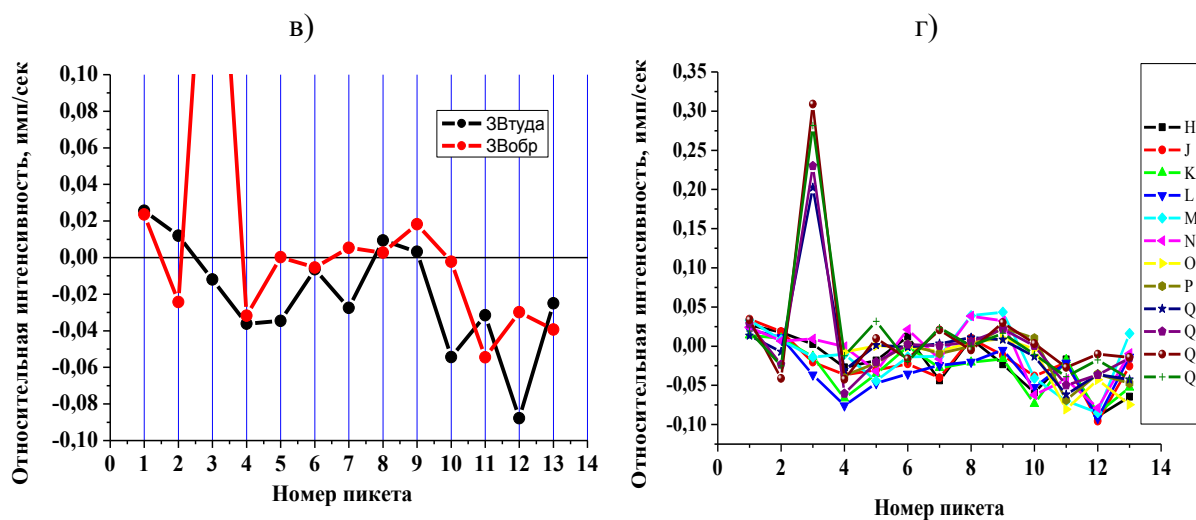 в)
г)
Относительная интенсивность, имп/сек
0,10
0,08
0,06
0,04
0,02
0,00
-0,02
-0,04
-0,06
-0,08
-0,10
ЗВтуда
ЗВобр
0 1 2 3 4 5 6 7 8 9 10 11 12 13 14
Номер пикета
Относительная интенсивность, имп/сек
0,35
0,30
0,25
0,20
0,15
0,10
0,05
0,00
-0,05
-0,10
H
J
K
L
M
N
O
P
Q
Q
Q
Q
0 2 4 6 8 10 12 14
Номер пикета